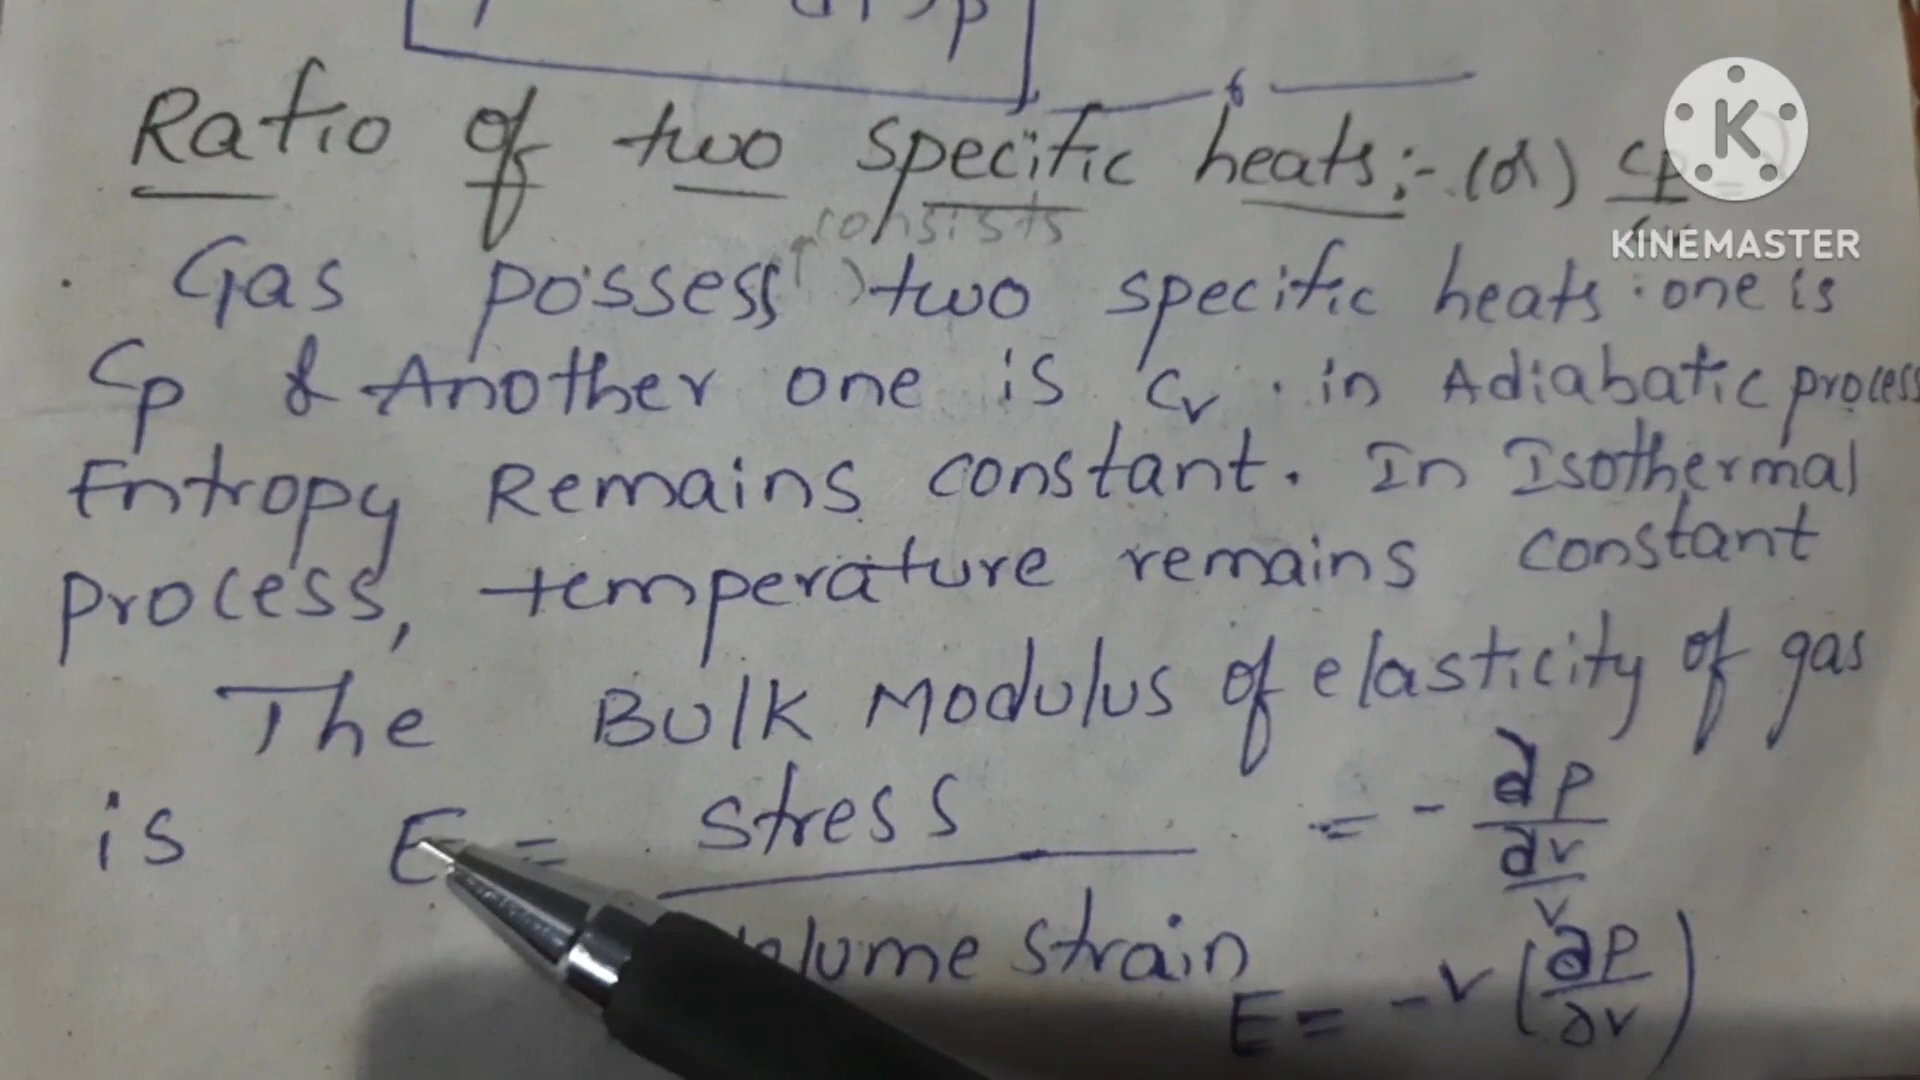 Ratio of two specific heats :- (or) Cp
consists
Gas possess two specific heats : one is
Cp & Another one is Cv . in Adiabatic process
Entropy Remains constant. In Isothermal
process, temperature remains constant
The Bulk Modulus of elasticity of gas
is E = stress / volume strain = - ∂p / ∂v / v
E = -v (∂p/∂v)
K
KINEMASTER